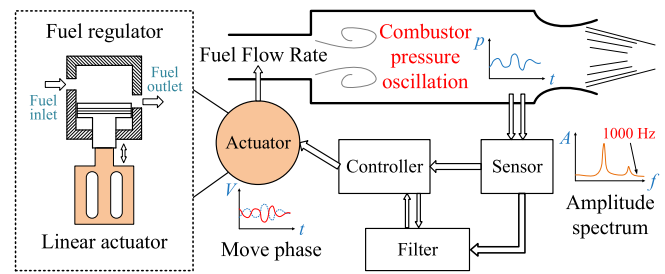 Fuel regulator
Fuel
inlet
Fuel
outlet
Linear actuator
Fuel Flow Rate
Combustor
pressure
oscillation
p
t
Actuator
Controller
Sensor
Filter
V
t
Move phase
A
1000 Hz
f
Amplitude
spectrum